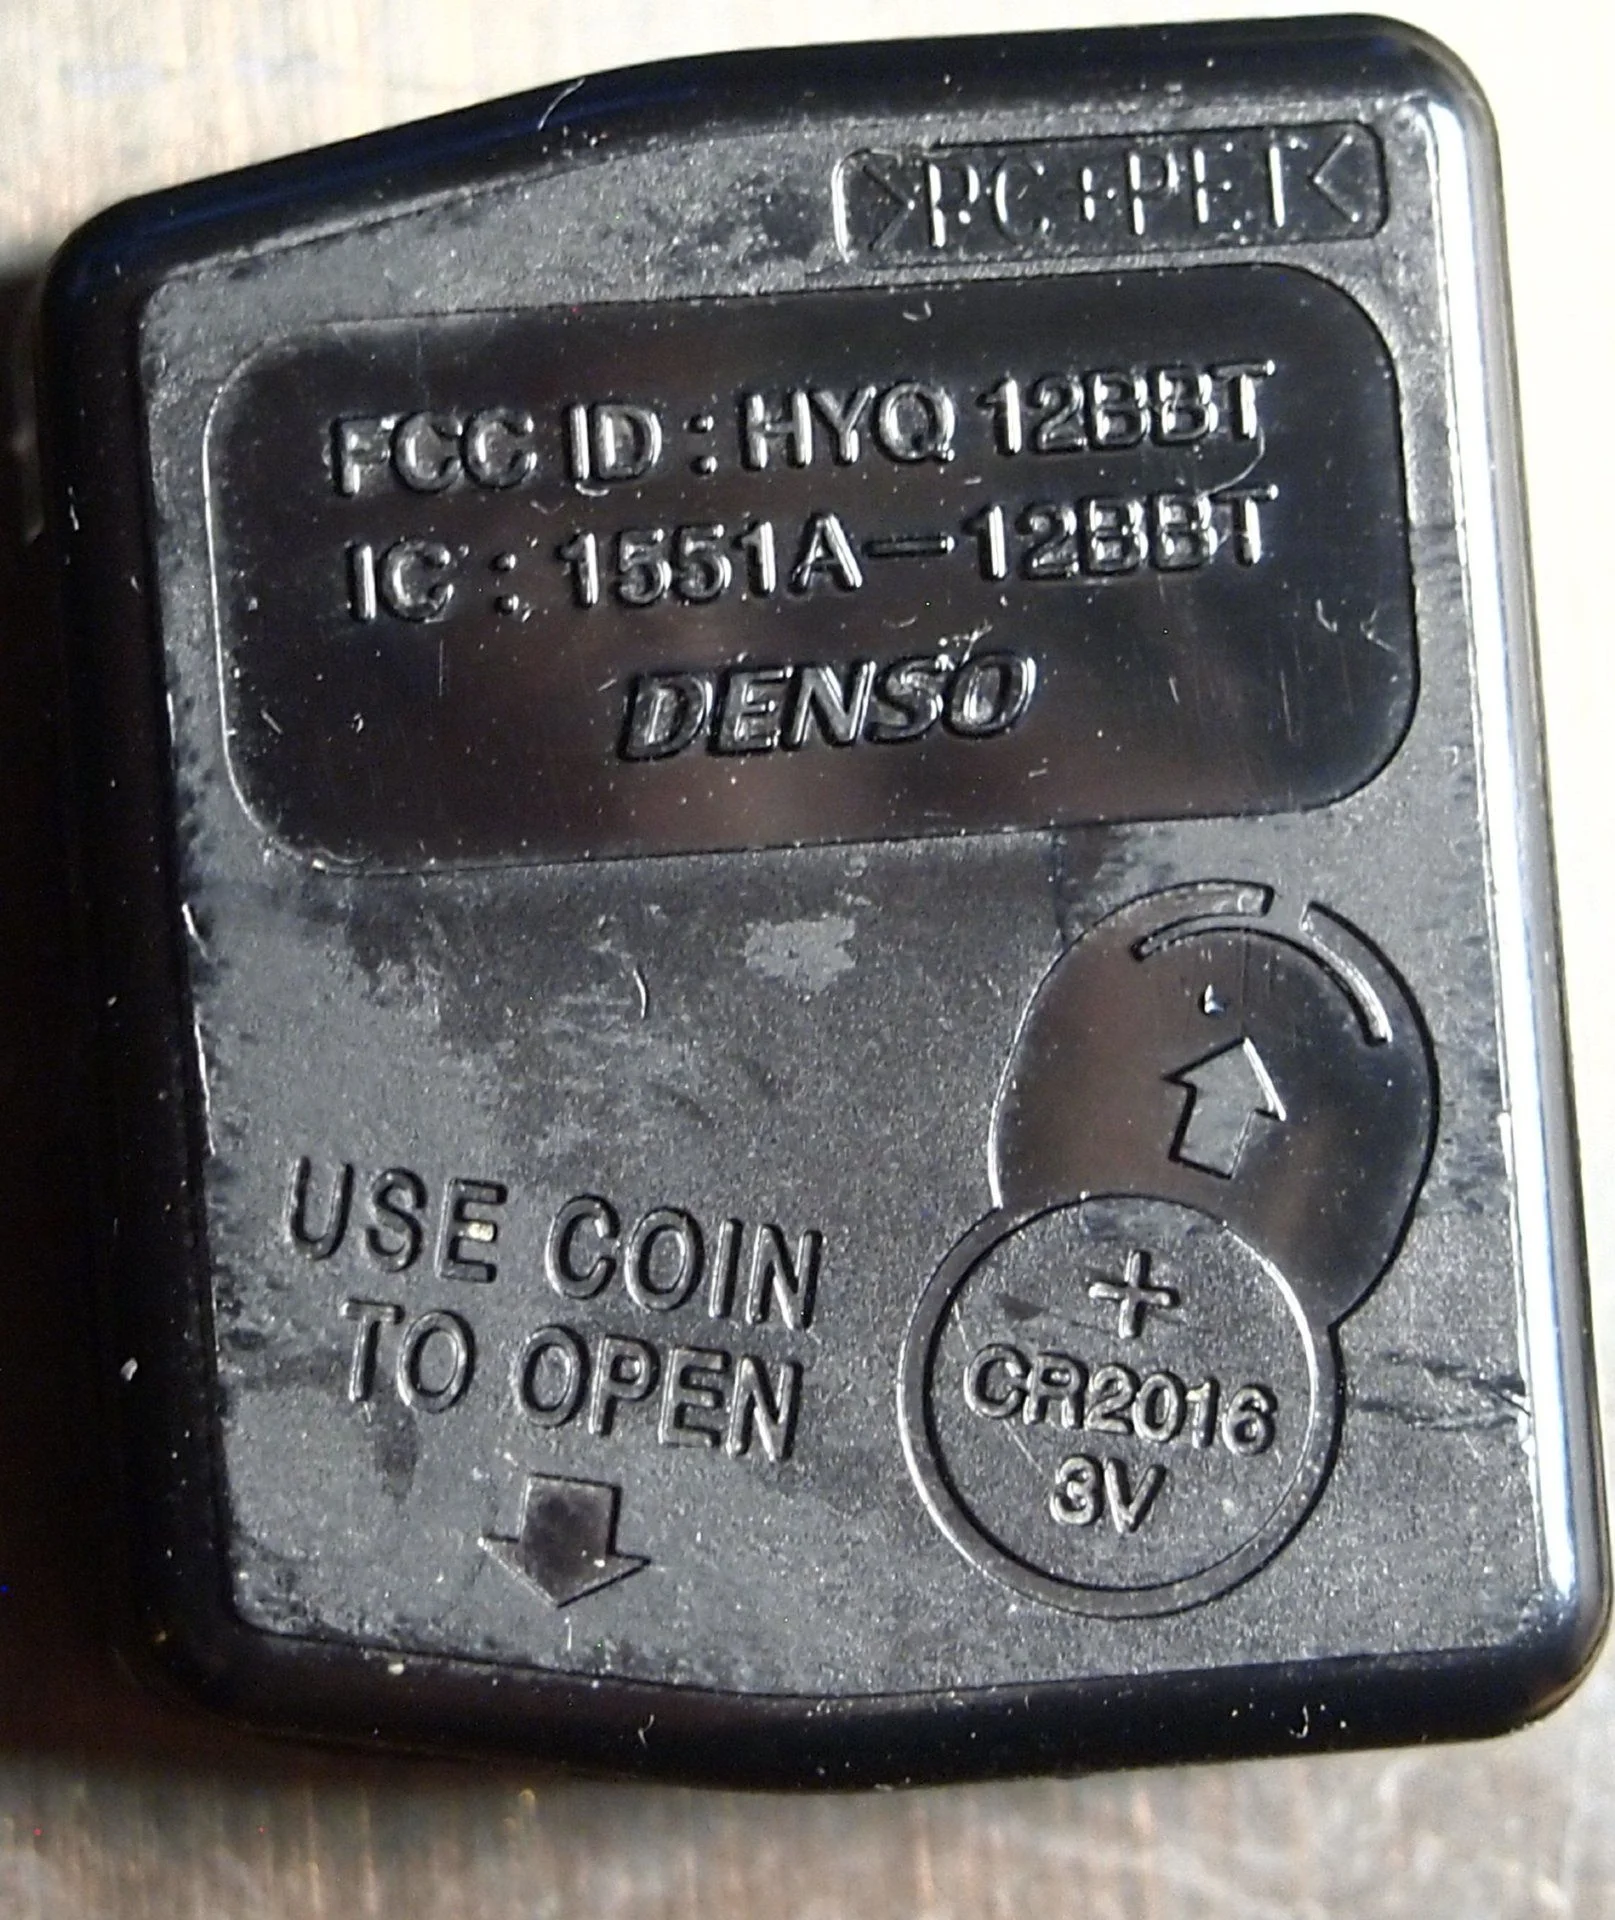 >PC+PET<
FCC ID : HYQ 12BBT
IC : 1551A-12BBT
DENSO
USE COIN
TO OPEN
+
CR2016
3V